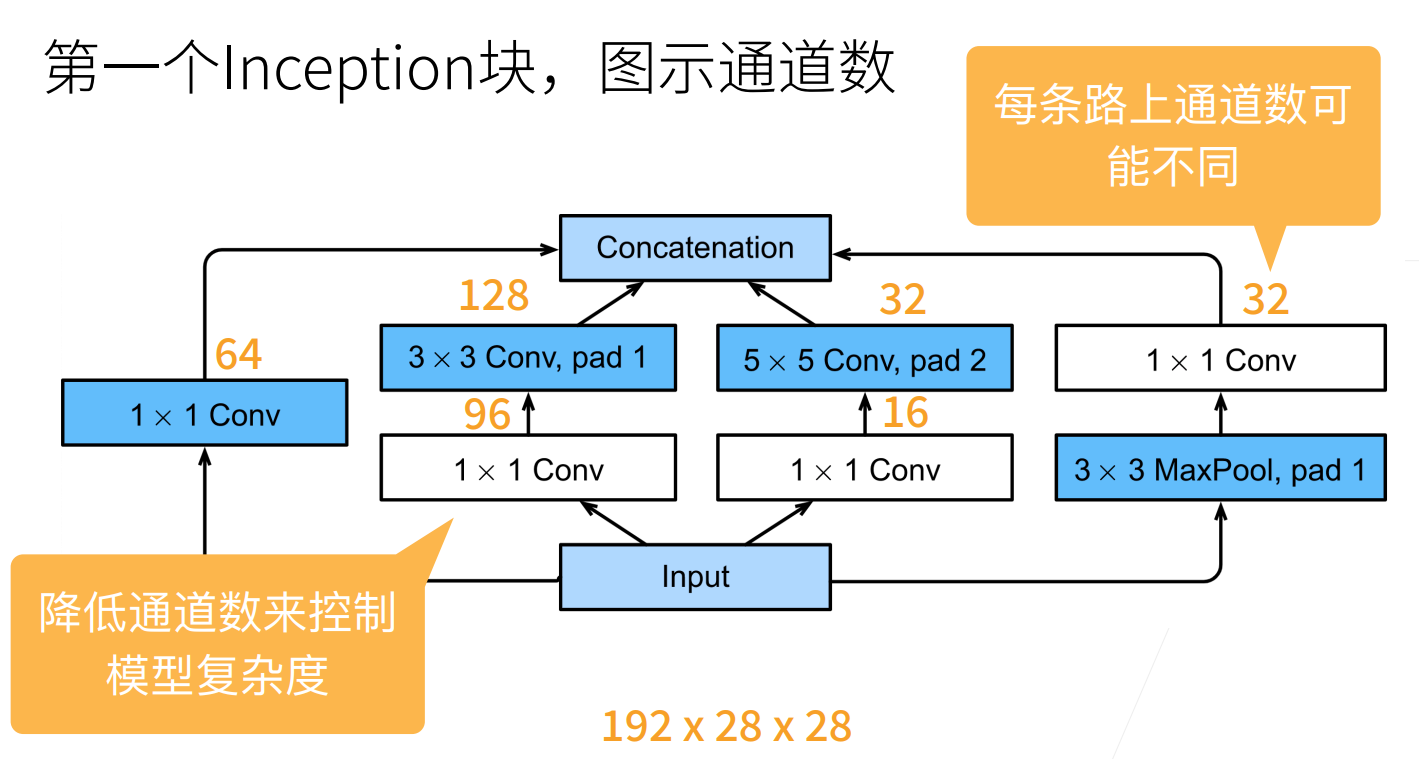 第一个Inception块，图示通道数
每条路上通道数可
能不同
Concatenation
128
32
32
64
3 × 3 Conv, pad 1
5 × 5 Conv, pad 2
1 × 1 Conv
1 × 1 Conv
96
16
1 × 1 Conv
1 × 1 Conv
3 × 3 MaxPool, pad 1
Input
降低通道数来控制
模型复杂度
192 x 28 x 28